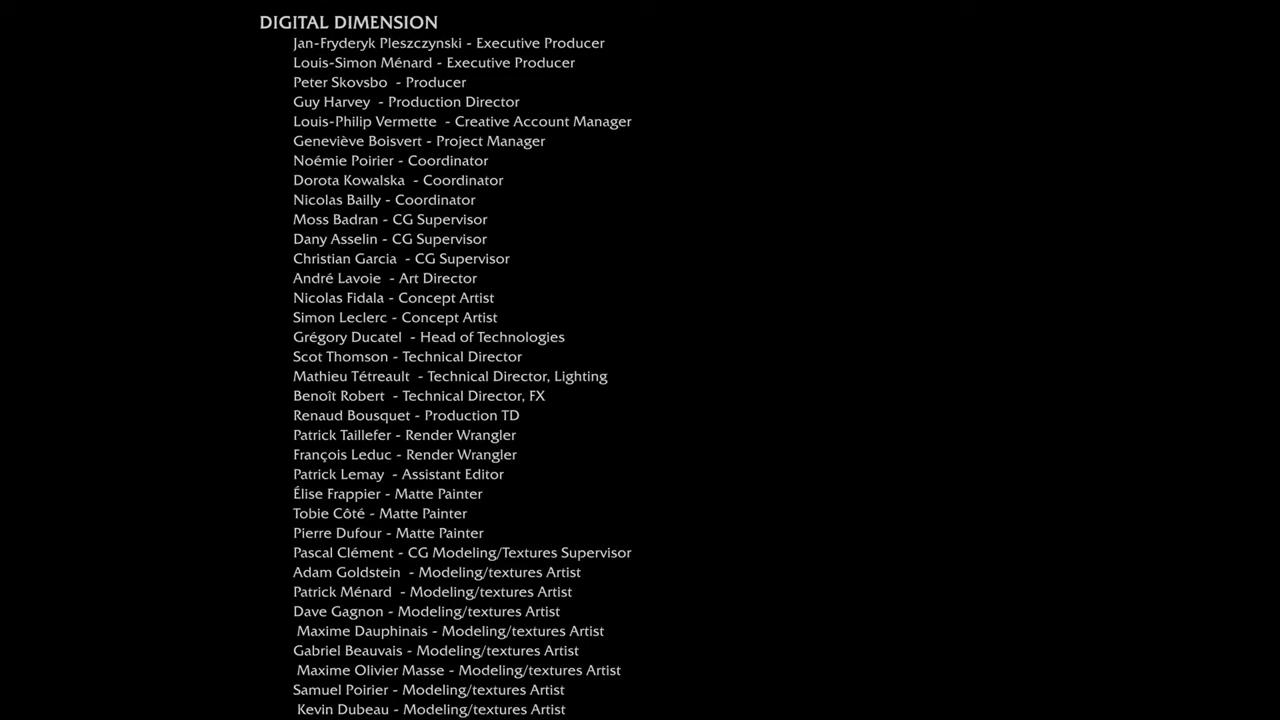 DIGITAL DIMENSION
Jan-Fryderyk Pleszczynski - Executive Producer
Louis-Simon Ménard - Executive Producer
Peter Skovsbo  - Producer
Guy Harvey  - Production Director
Louis-Philip Vermette  - Creative Account Manager
Geneviève Boisvert - Project Manager
Noémie Poirier - Coordinator
Dorota Kowalska  - Coordinator
Nicolas Bailly - Coordinator
Moss Badran - CG Supervisor
Dany Asselin - CG Supervisor
Christian Garcia  - CG Supervisor
André Lavoie  - Art Director
Nicolas Fidala - Concept Artist
Simon Leclerc - Concept Artist
Grégory Ducatel  - Head of Technologies
Scot Thomson - Technical Director
Mathieu Tétreault  - Technical Director, Lighting
Benoît Robert  - Technical Director, FX
Renaud Bousquet - Production TD
Patrick Taillefer - Render Wrangler
François Leduc - Render Wrangler
Patrick Lemay  - Assistant Editor
Élise Frappier - Matte Painter
Tobie Côté - Matte Painter
Pierre Dufour - Matte Painter
Pascal Clément - CG Modeling/Textures Supervisor
Adam Goldstein  - Modeling/textures Artist
Patrick Ménard  - Modeling/textures Artist
Dave Gagnon - Modeling/textures Artist
Maxime Dauphinais - Modeling/textures Artist
Gabriel Beauvais - Modeling/textures Artist
Maxime Olivier Masse - Modeling/textures Artist
Samuel Poirier - Modeling/textures Artist
Kevin Dubeau - Modeling/textures Artist